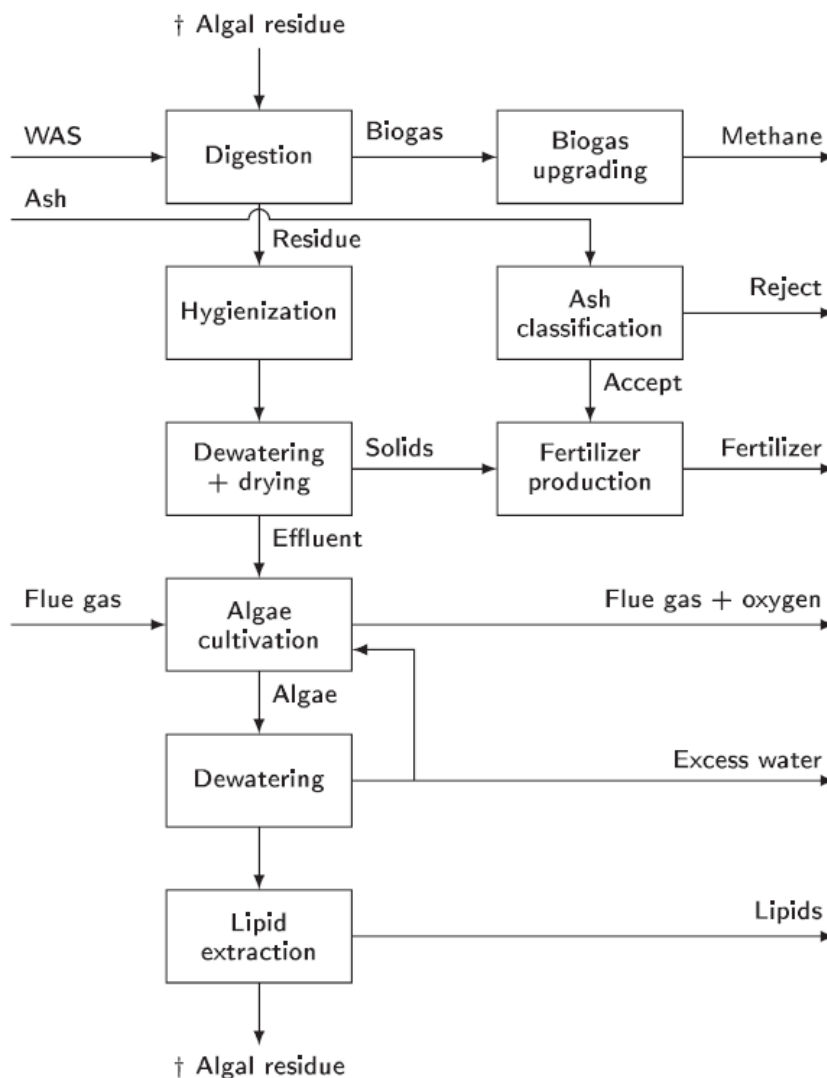 † Algal residue
WAS
Digestion
Biogas
Biogas
upgrading
Methane
Ash
Residue
Hygienization
Ash
classification
Reject
Accept
Dewatering
+ drying
Solids
Fertilizer
production
Fertilizer
Effluent
Flue gas
Algae
cultivation
Flue gas + oxygen
Algae
Dewatering
Excess water
Lipid
extraction
Lipids
† Algal residue